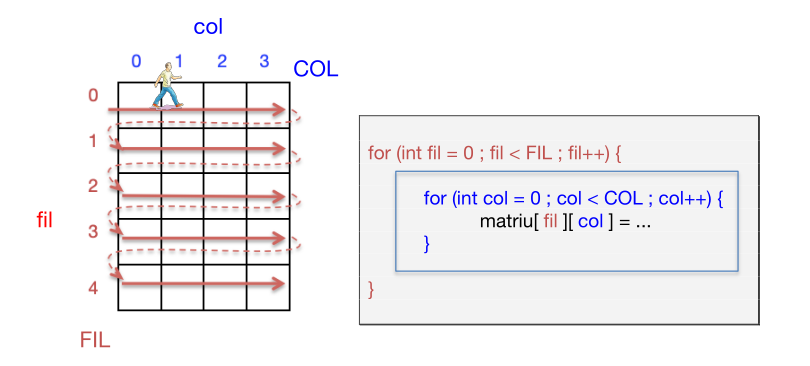 col
0 1 2 3
COL
0
1
2
fil
3
4
FIL
for (int fil = 0 ; fil < FIL ; fil++) {
for (int col = 0 ; col < COL ; col++) {
matriu[ fil ][ col ] = ...
}
}